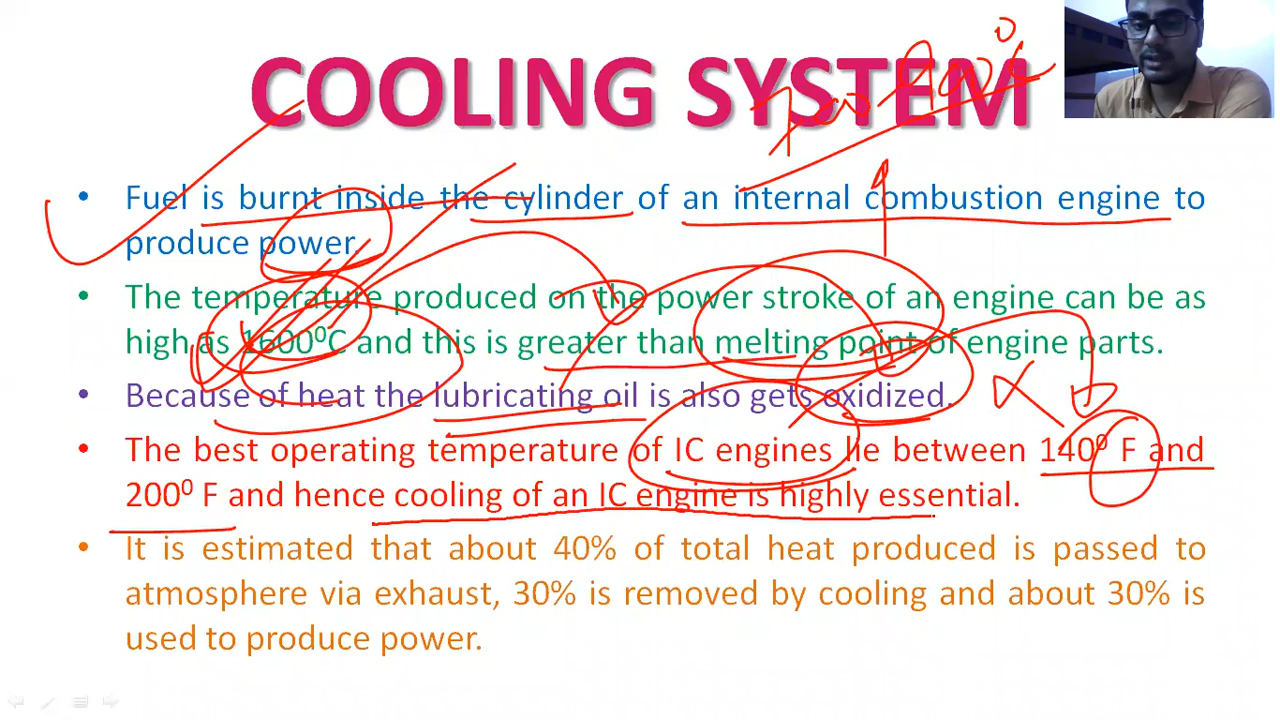 COOLING SYSTEM
• Fuel is burnt inside the cylinder of an internal combustion engine to
produce power.
• The temperature produced on the power stroke of an engine can be as
high as 1600⁰C and this is greater than melting point of engine parts.
• Because of heat the lubricating oil is also gets oxidized.
• The best operating temperature of IC engines lie between 140⁰ F and
200⁰ F and hence cooling of an IC engine is highly essential.
• It is estimated that about 40% of total heat produced is passed to
atmosphere via exhaust, 30% is removed by cooling and about 30% is
used to produce power.